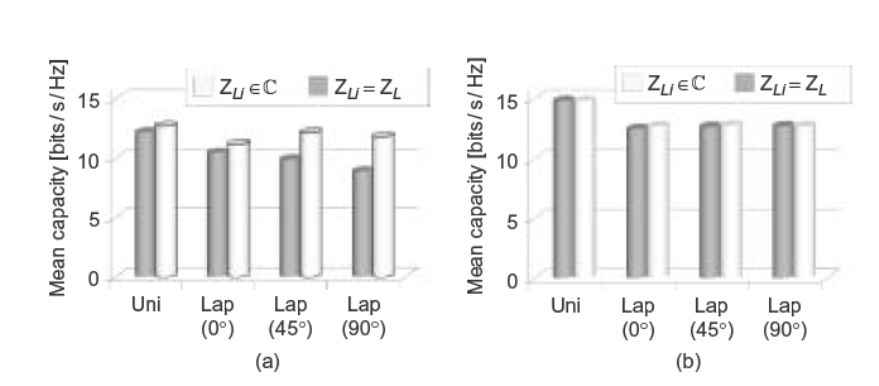 Z_Li ∈ ℂ Z_Li = Z_L
Mean capacity [bits/s/Hz]
15
10
5
0
Uni Lap Lap Lap
(0°) (45°) (90°)
(a)
Z_Li ∈ ℂ Z_Li = Z_L
Mean capacity [bits/s/Hz]
15
10
5
0
Uni Lap Lap Lap
(0°) (45°) (90°)
(b)